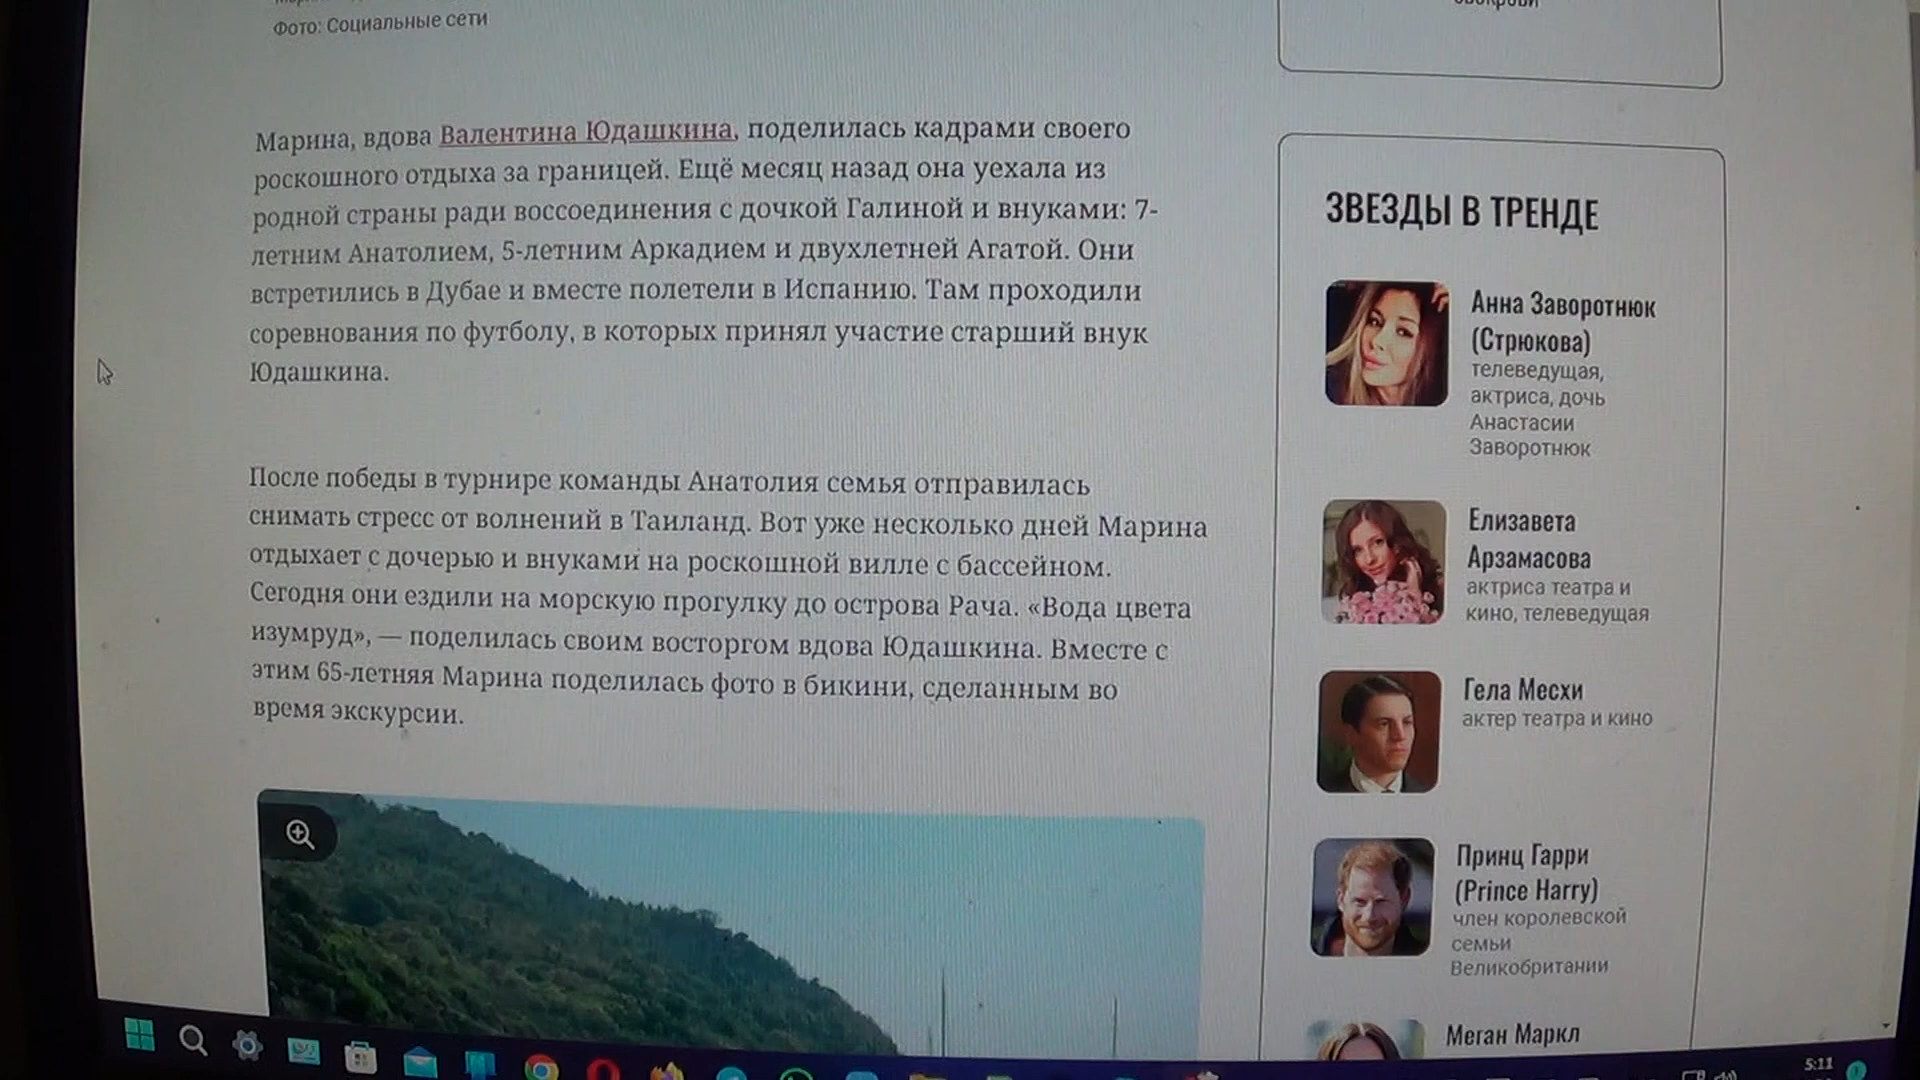 Фото: Социальные сети
Марина, вдова Валентина Юдашкина, поделилась кадрами своего
роскошного отдыха за границей. Ещё месяц назад она уехала из
родной страны ради воссоединения с дочкой Галиной и внуками: 7-
летним Анатолием, 5-летним Аркадием и двухлетней Агатой. Они
встретились в Дубае и вместе полетели в Испанию. Там проходили
соревнования по футболу, в которых принял участие старший внук
Юдашкина.
После победы в турнире команды Анатолия семья отправилась
снимать стресс от волнений в Таиланд. Вот уже несколько дней Марина
отдыхает с дочерью и внуками на роскошной вилле с бассейном.
Сегодня они ездили на морскую прогулку до острова Рача. «Вода цвета
изумруд», — поделилась своим восторгом вдова Юдашкина. Вместе с
этим 65-летняя Марина поделилась фото в бикини, сделанным во
время экскурсии.
ЗВЕЗДЫ В ТРЕНДЕ
Анна Заворотнюк
(Стрюкова)
телеведущая,
актриса, дочь
Анастасии
Заворотнюк
Елизавета
Арзамасова
актриса театра и
кино, телеведущая
Гела Месхи
актер театра и кино
Принц Гарри
(Prince Harry)
член королевской
семьи
Великобритании
Меган Маркл
5:11